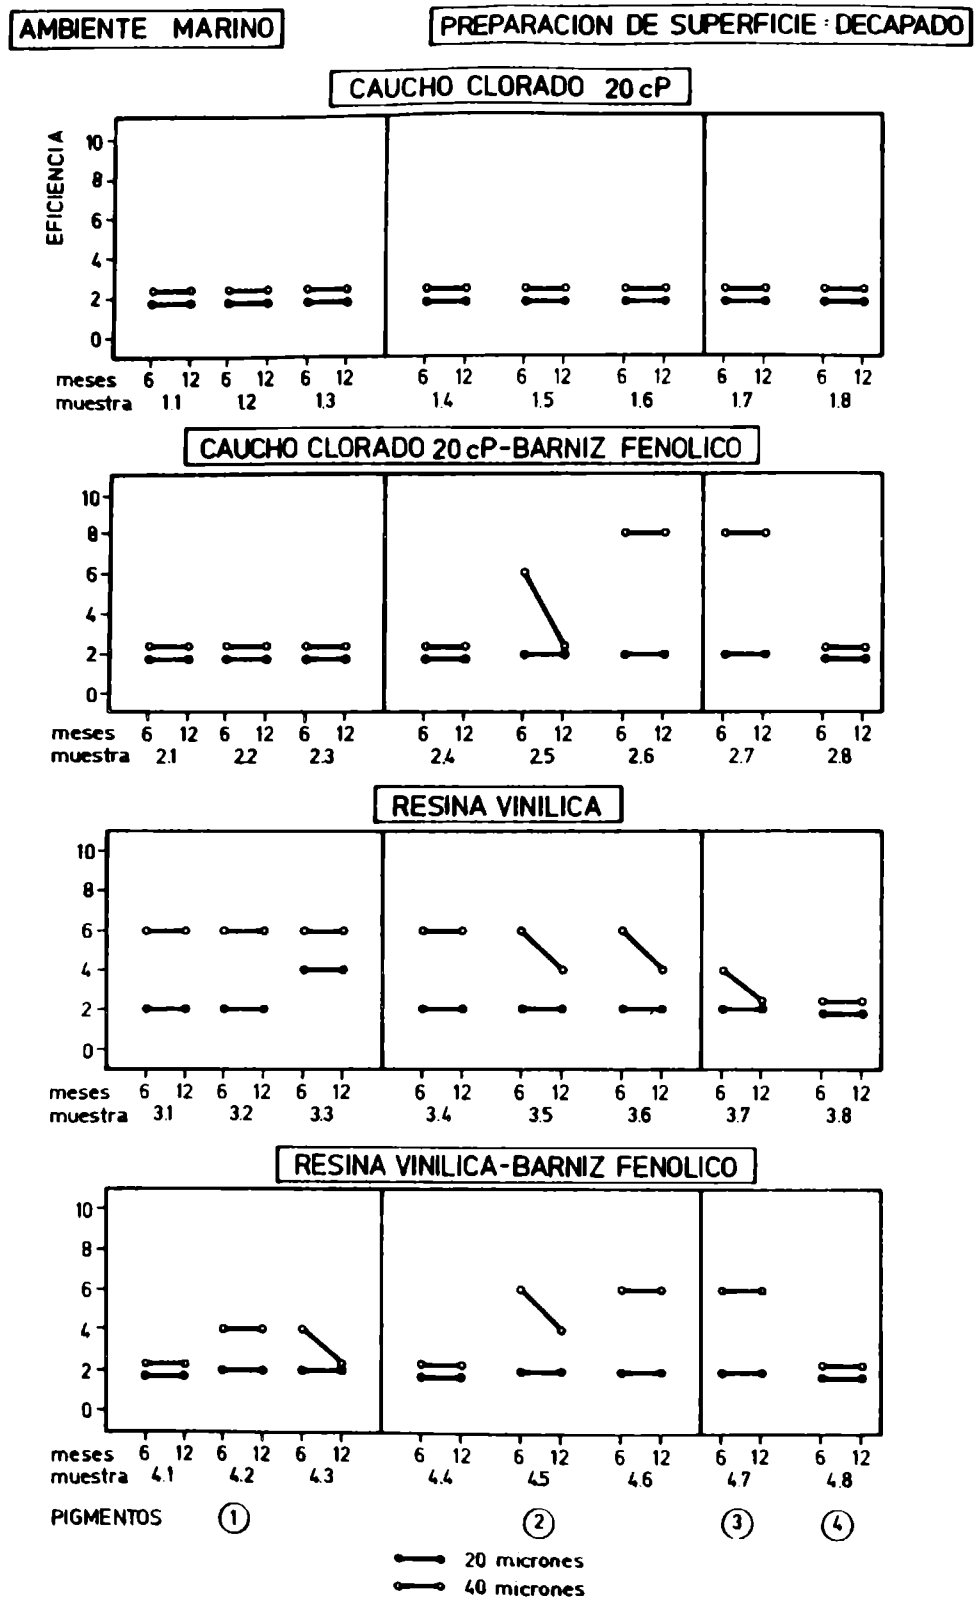 AMBIENTE MARINO
PREPARACION DE SUPERFICIE : DECAPADO
CAUCHO CLORADO 20 cP
EFICIENCIA
10
8
6
4
2
0
meses 6 12 6 12 6 12 6 12 6 12 6 12 6 12 6 12
muestra 1.1 1.2 1.3 1.4 1.5 1.6 1.7 1.8
CAUCHO CLORADO 20 cP-BARNIZ FENOLICO
10
8
6
4
2
0
meses 6 12 6 12 6 12 6 12 6 12 6 12 6 12 6 12
muestra 2.1 2.2 2.3 2.4 2.5 2.6 2.7 2.8
RESINA VINILICA
10
8
6
4
2
0
meses 6 12 6 12 6 12 6 12 6 12 6 12 6 12 6 12
muestra 3.1 3.2 3.3 3.4 3.5 3.6 3.7 3.8
RESINA VINILICA-BARNIZ FENOLICO
10
8
6
4
2
0
meses 6 12 6 12 6 12 6 12 6 12 6 12 6 12 6 12
muestra 4.1 4.2 4.3 4.4 4.5 4.6 4.7 4.8
PIGMENTOS 1 2 3 4
20 micrones
40 micrones